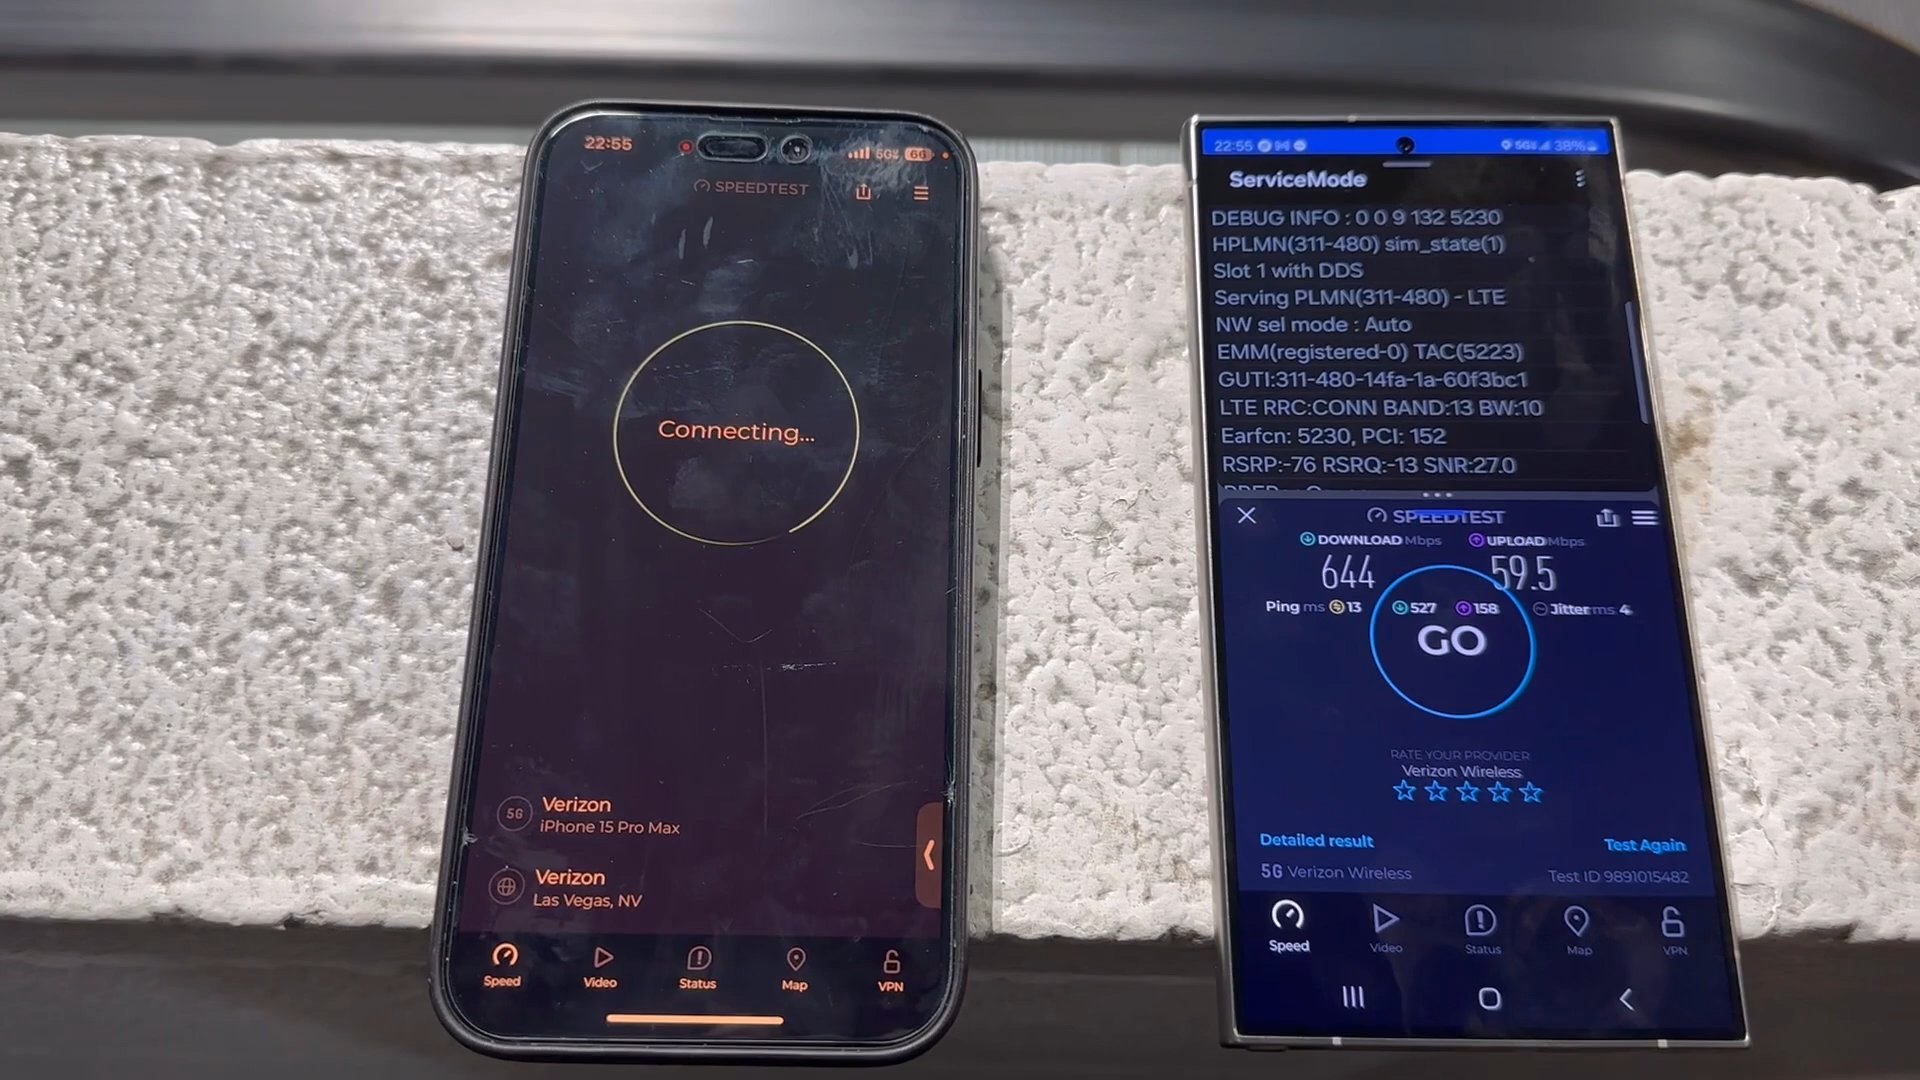 22:55
5G 66
SPEEDTEST
Connecting...
5G Verizon
iPhone 15 Pro Max
Verizon
Las Vegas, NV
Speed Video Status Map VPN
22:55 38%
ServiceMode
DEBUG INFO : 0 0 9 132 5230
HPLMN(311-480) sim_state(1)
Slot 1 with DDS
Serving PLMN(311-480) - LTE
NW sel mode : Auto
EMM(registered-0) TAC(5223)
GUTI:311-480-14fa-1a-60f3bc1
LTE RRC:CONN BAND:13 BW:10
Earfcn: 5230, PCI: 152
RSRP:-76 RSRQ:-13 SNR:27.0
SPEEDTEST
DOWNLOAD Mbps UPLOAD Mbps
644 59.5
Ping ms 13 527 158 Jitter ms 4
GO
RATE YOUR PROVIDER
Verizon Wireless
Detailed result Test Again
5G Verizon Wireless Test ID 9891015482
Speed Video Status Map VPN